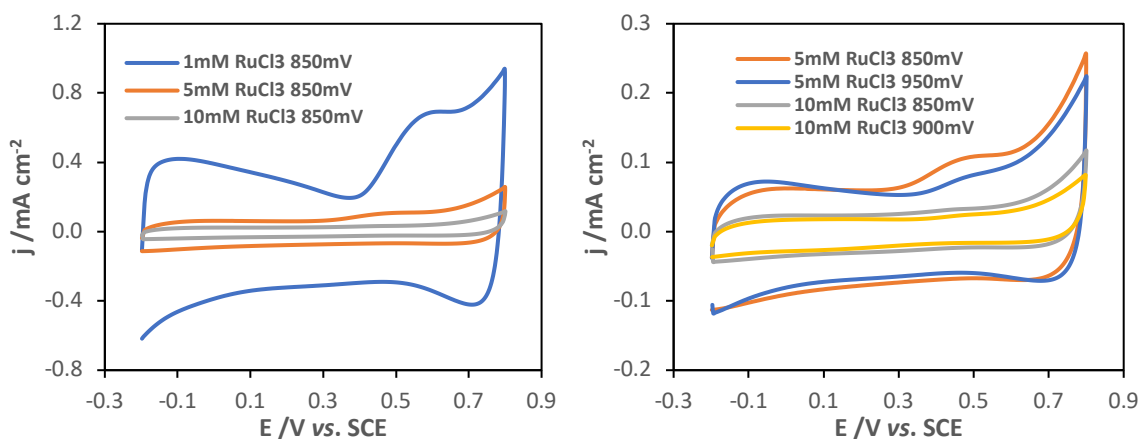 1.2
0.8
0.4
0.0
-0.4
-0.8
j /mA cm-2
1mM RuCl3 850mV
5mM RuCl3 850mV
10mM RuCl3 850mV
-0.3 -0.1 0.1 0.3 0.5 0.7 0.9
E /V vs. SCE
0.3
0.2
0.1
0.0
-0.1
-0.2
j /mA cm-2
5mM RuCl3 850mV
5mM RuCl3 950mV
10mM RuCl3 850mV
10mM RuCl3 900mV
-0.3 -0.1 0.1 0.3 0.5 0.7 0.9
E /V vs. SCE